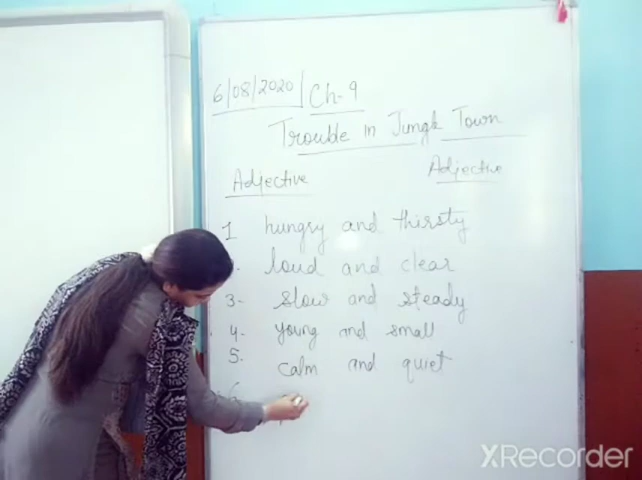 6/08/2020 Ch-9
Trouble in Jungle Town
Adjective Adjective
1 hungry and thirsty
. loud and clear
3. slow and steady
4. young and small
5. calm and quiet
6
XRecorder